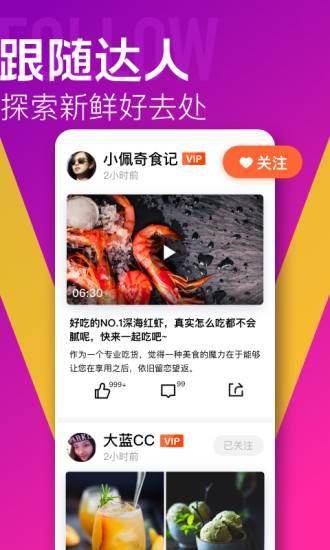 FOLLOW
跟随达人
探索新鲜好去处
小佩奇食记 VIP
2小时前
关注
06:30
好吃的NO.1深海红虾，真实怎么吃都不会
腻呢，快来一起吃吧!
作为一个专业吃货，觉得一种美食的魔力在于能够
让您在享用之后，依旧留恋望返。
999+ 99
大蓝CC VIP
2小时前
已关注